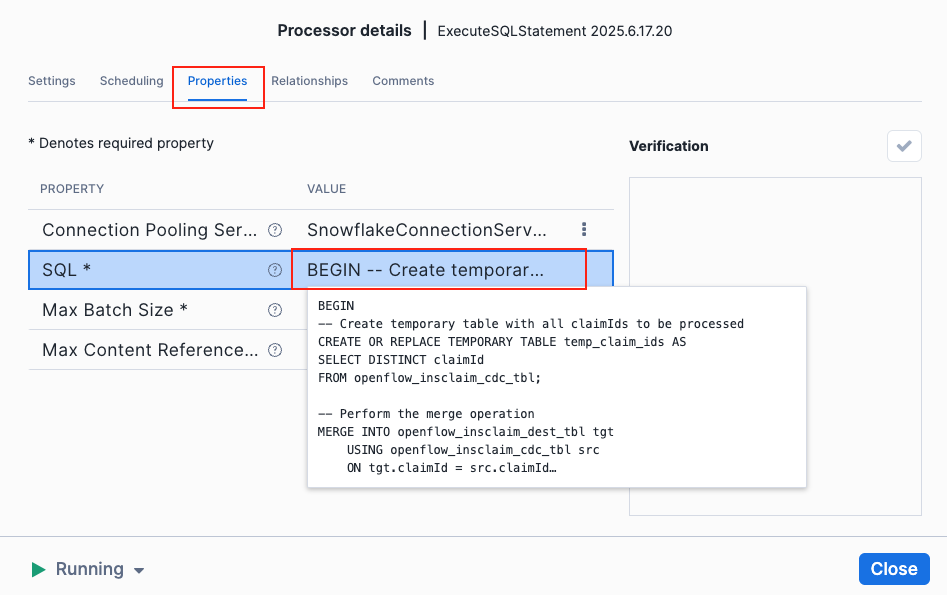 Processor details | ExecuteSQLStatement 2025.6.17.20
Settings Scheduling Properties Relationships Comments
* Denotes required property
Verification
PROPERTY VALUE
Connection Pooling Ser... SnowflakeConnectionServ...
SQL * BEGIN -- Create temporar...
Max Batch Size *
Max Content Reference...
BEGIN
-- Create temporary table with all claimIds to be processed
CREATE OR REPLACE TEMPORARY TABLE temp_claim_ids AS
SELECT DISTINCT claimId
FROM openflow_insclaim_cdc_tbl;
-- Perform the merge operation
MERGE INTO openflow_insclaim_dest_tbl tgt
USING openflow_insclaim_cdc_tbl src
ON tgt.claimId = src.claimId…
Running
Close